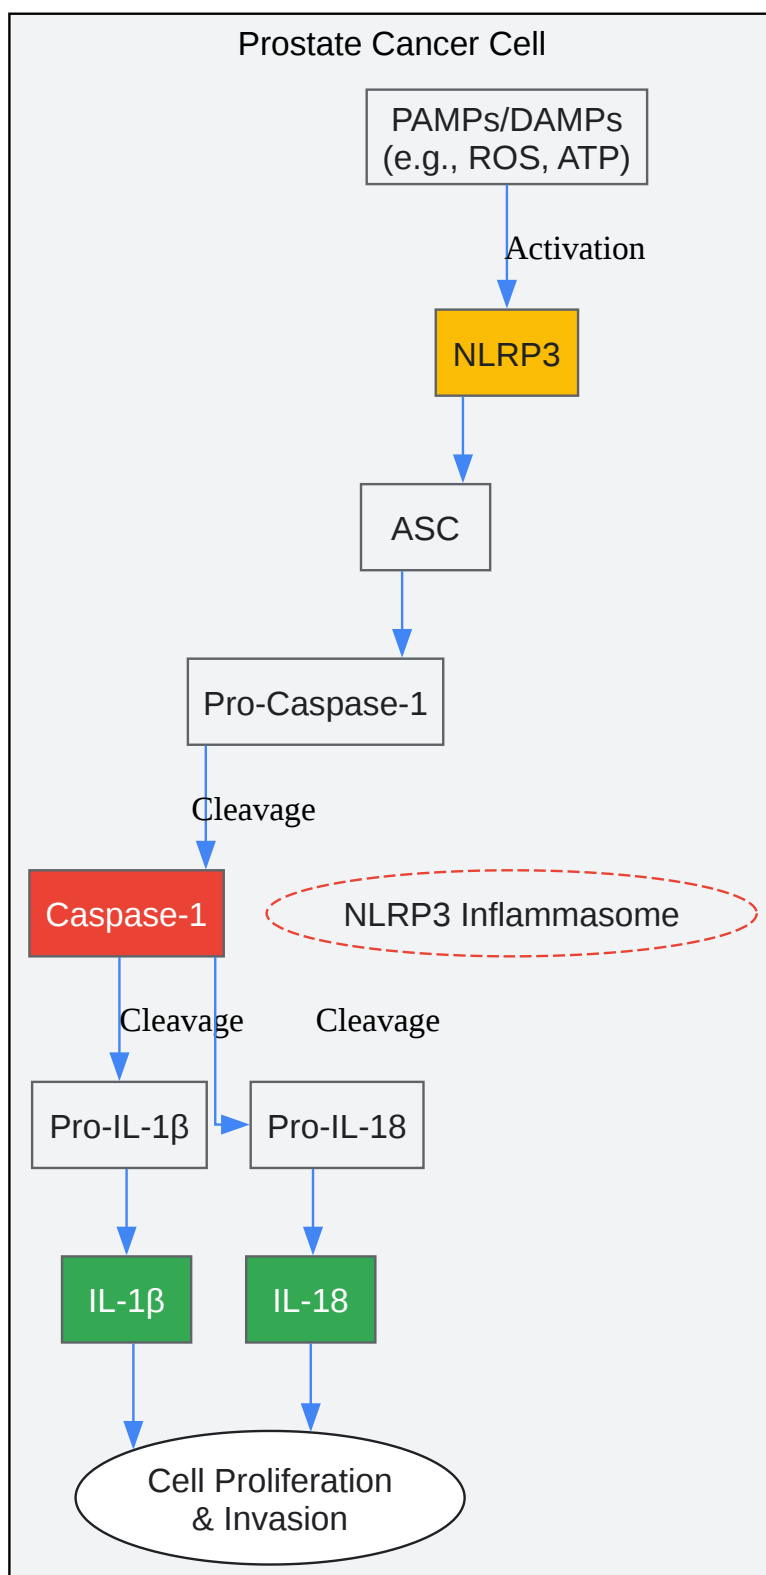 Prostate Cancer Cell
PAMPs/DAMPs
(e.g., ROS, ATP)
Activation
NLRP3
ASC
Pro-Caspase-1
Cleavage
Caspase-1
NLRP3 Inflammasome
Cleavage
Cleavage
Pro-IL-1β
Pro-IL-18
IL-1β
IL-18
Cell Proliferation
& Invasion